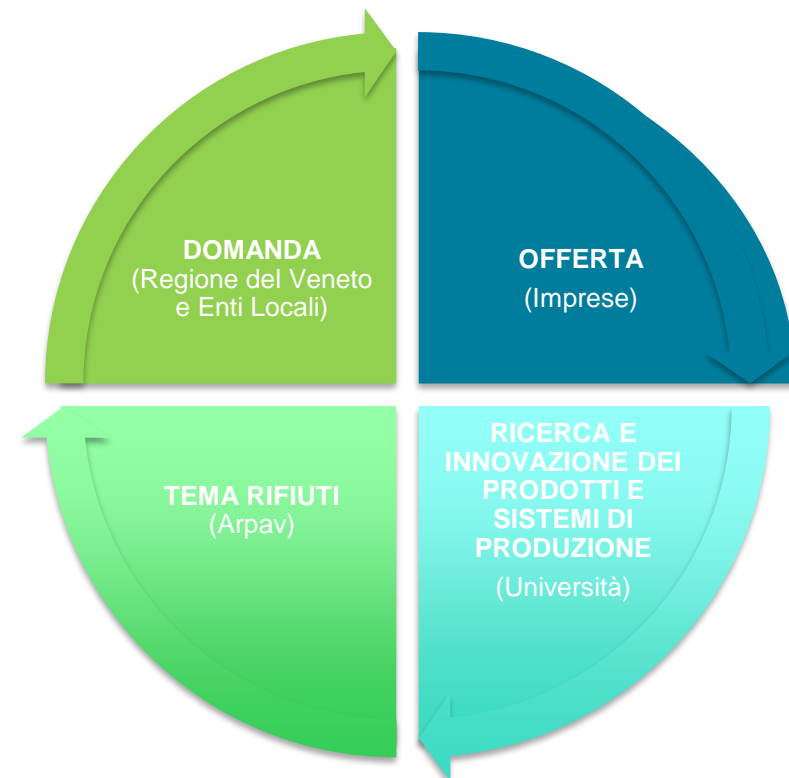 DOMANDA
(Regione del Veneto
e Enti Locali)
OFFERTA
(Imprese)
TEMA RIFIUTI
(Arpav)
RICERCA E
INNOVAZIONE DEI
PRODOTTI E
SISTEMI DI
PRODUZIONE
(Università)